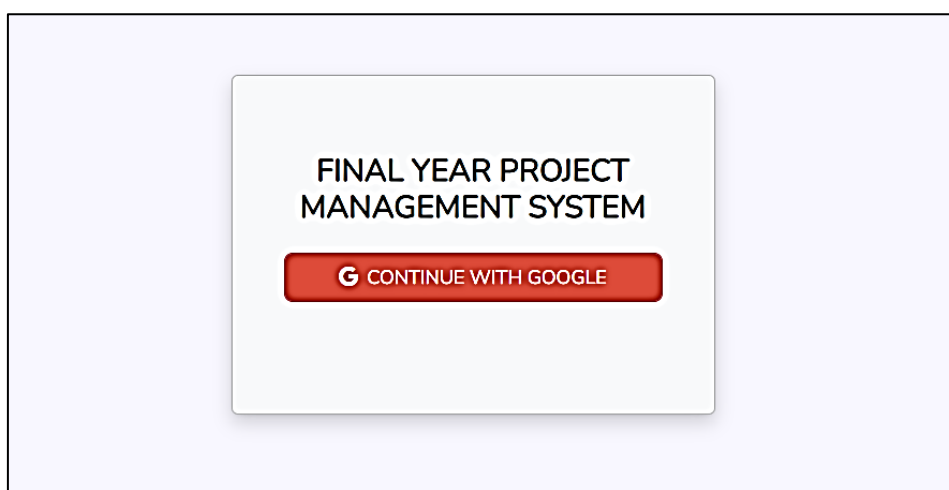 FINAL YEAR PROJECT
MANAGEMENT SYSTEM
G CONTINUE WITH GOOGLE